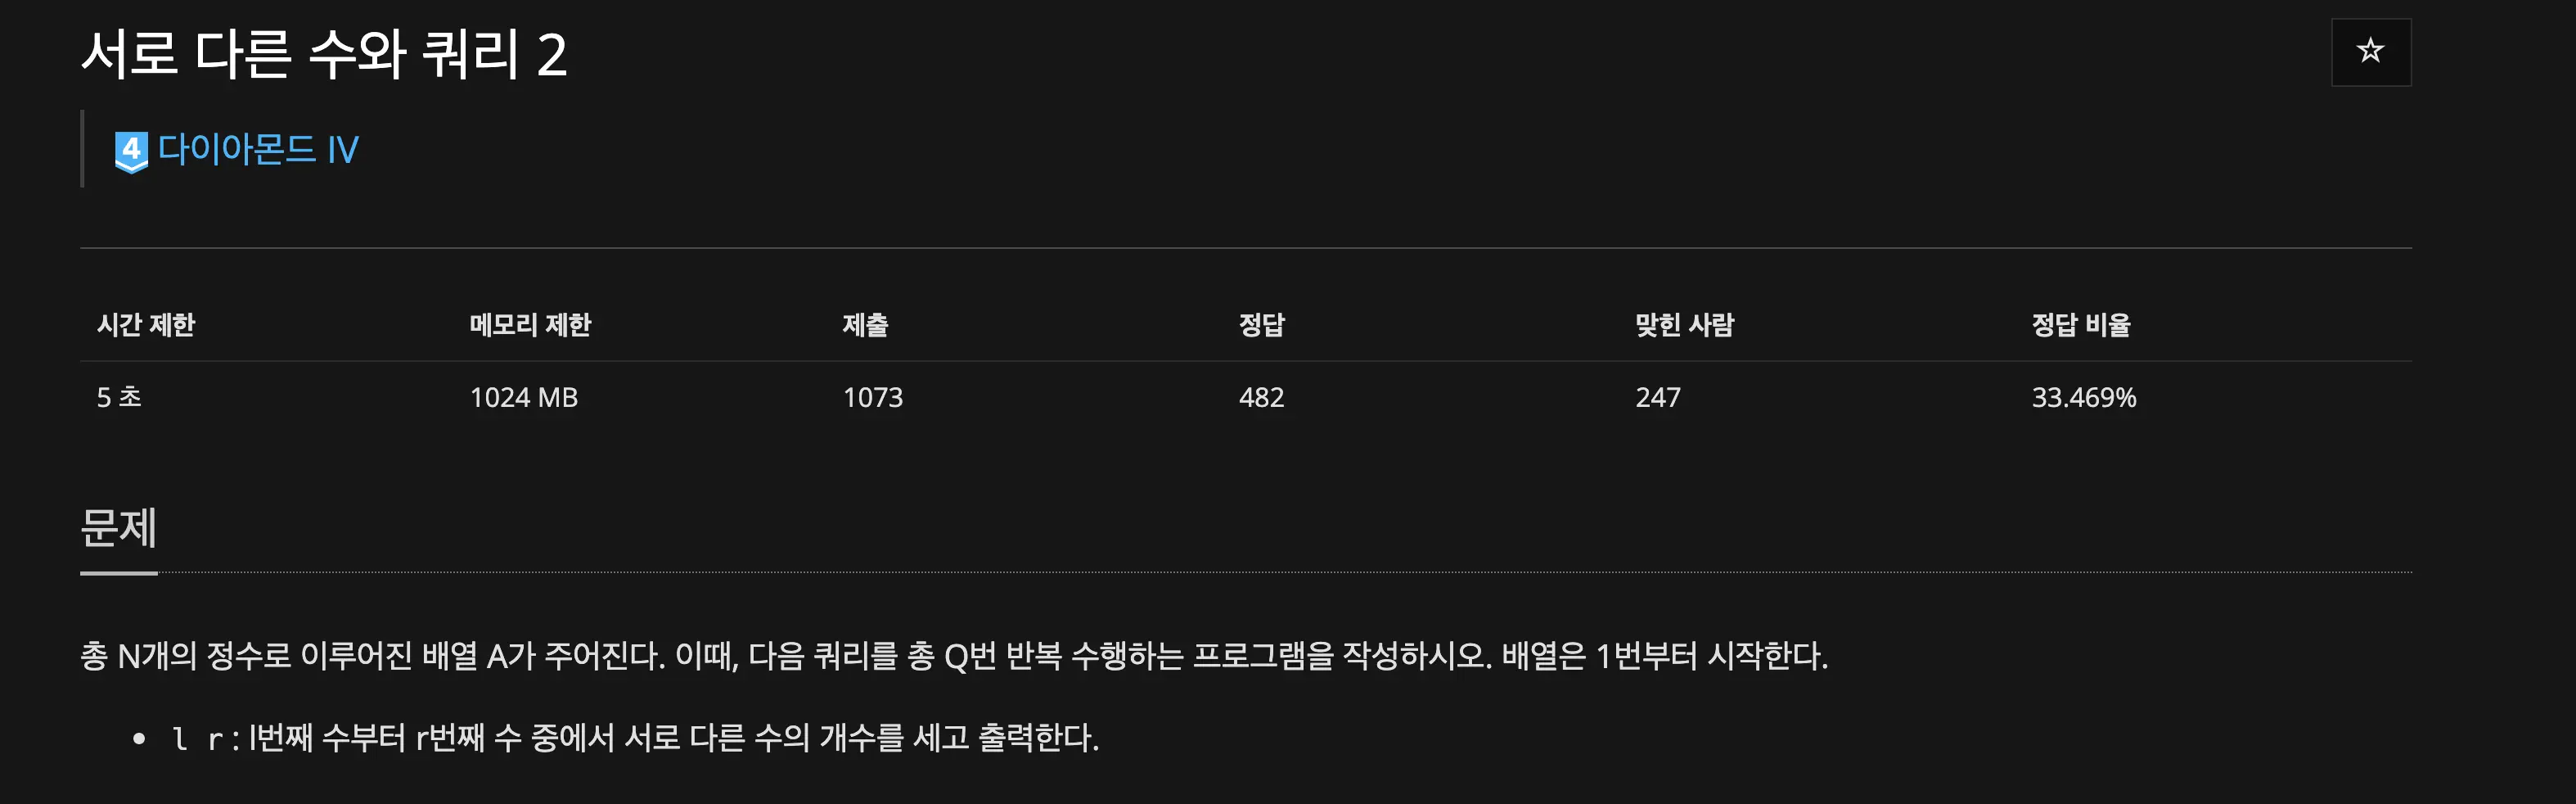 서로 다른 수와 쿼리 2
4 다이아몬드 IV
시간 제한 메모리 제한 제출 정답 맞힌 사람 정답 비율
5 초 1024 MB 1073 482 247 33.469%
문제
총 N개의 정수로 이루어진 배열 A가 주어진다. 이때, 다음 쿼리를 총 Q번 반복 수행하는 프로그램을 작성하시오. 배열은 1번부터 시작한다.
• l r : l번째 수부터 r번째 수 중에서 서로 다른 수의 개수를 세고 출력한다.